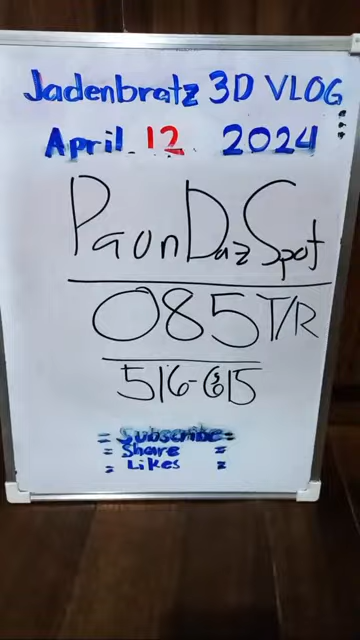 Jadenbratz 3D VLOG
April 12 2024
PaonDazSpot
085T/R
516-615
= Subscribe =
= Share =
= Likes =